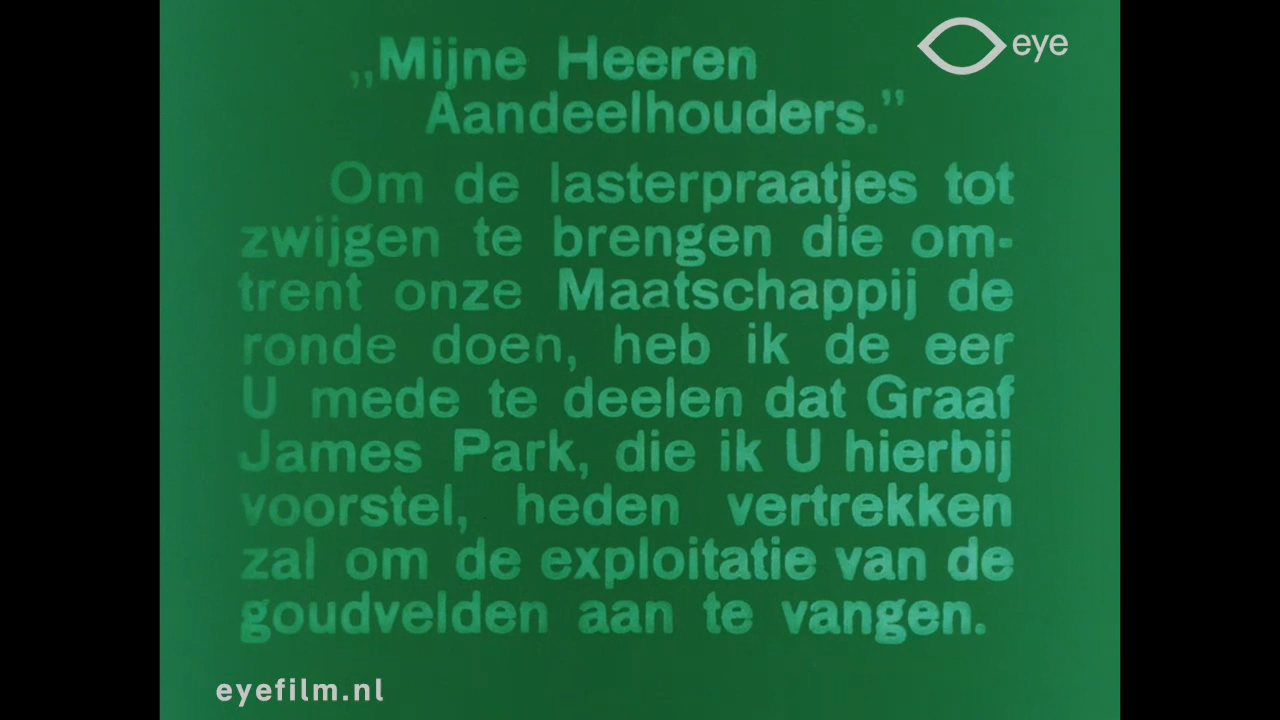 eye
„Mijne Heeren
Aandeelhouders.”
Om de lasterpraatjes tot
zwijgen te brengen die om-
trent onze Maatschappij de
ronde doen, heb ik de eer
U mede te deelen dat Graaf
James Park, die ik U hierbij
voorstel, heden vertrekken
zal om de exploitatie van de
goudvelden aan te vangen.
eyefilm.nl